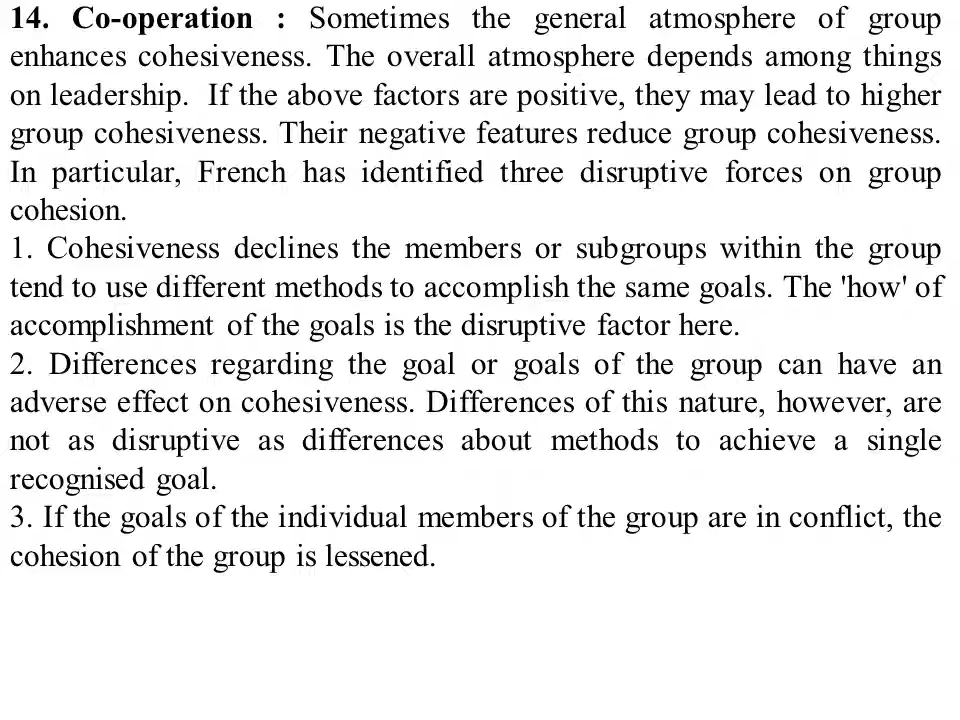 14. Co-operation : Sometimes the general atmosphere of group
enhances cohesiveness. The overall atmosphere depends among things
on leadership.  If the above factors are positive, they may lead to higher
group cohesiveness. Their negative features reduce group cohesiveness.
In particular, French has identified three disruptive forces on group
cohesion.
1. Cohesiveness declines the members or subgroups within the group
tend to use different methods to accomplish the same goals. The 'how' of
accomplishment of the goals is the disruptive factor here.
2. Differences regarding the goal or goals of the group can have an
adverse effect on cohesiveness. Differences of this nature, however, are
not as disruptive as differences about methods to achieve a single
recognised goal.
3. If the goals of the individual members of the group are in conflict, the
cohesion of the group is lessened.